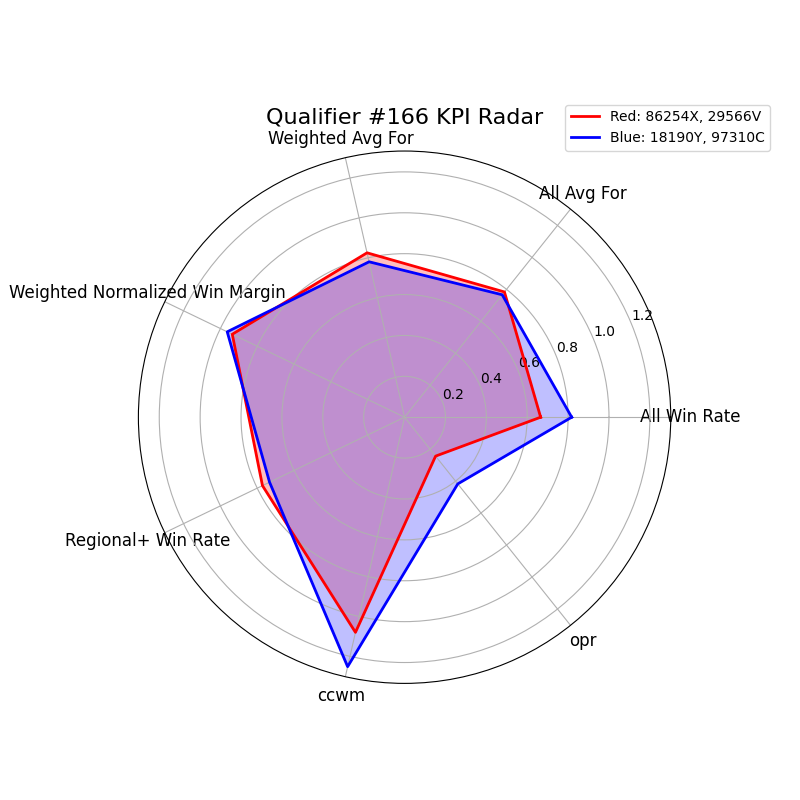 Qualifier #166 KPI Radar
Red: 86254X, 29566V
Blue: 18190Y, 97310C
Weighted Avg For
All Avg For
Weighted Normalized Win Margin
1.2
1.0
0.8
0.6
0.4
0.2
All Win Rate
Regional+ Win Rate
opr
ccwm